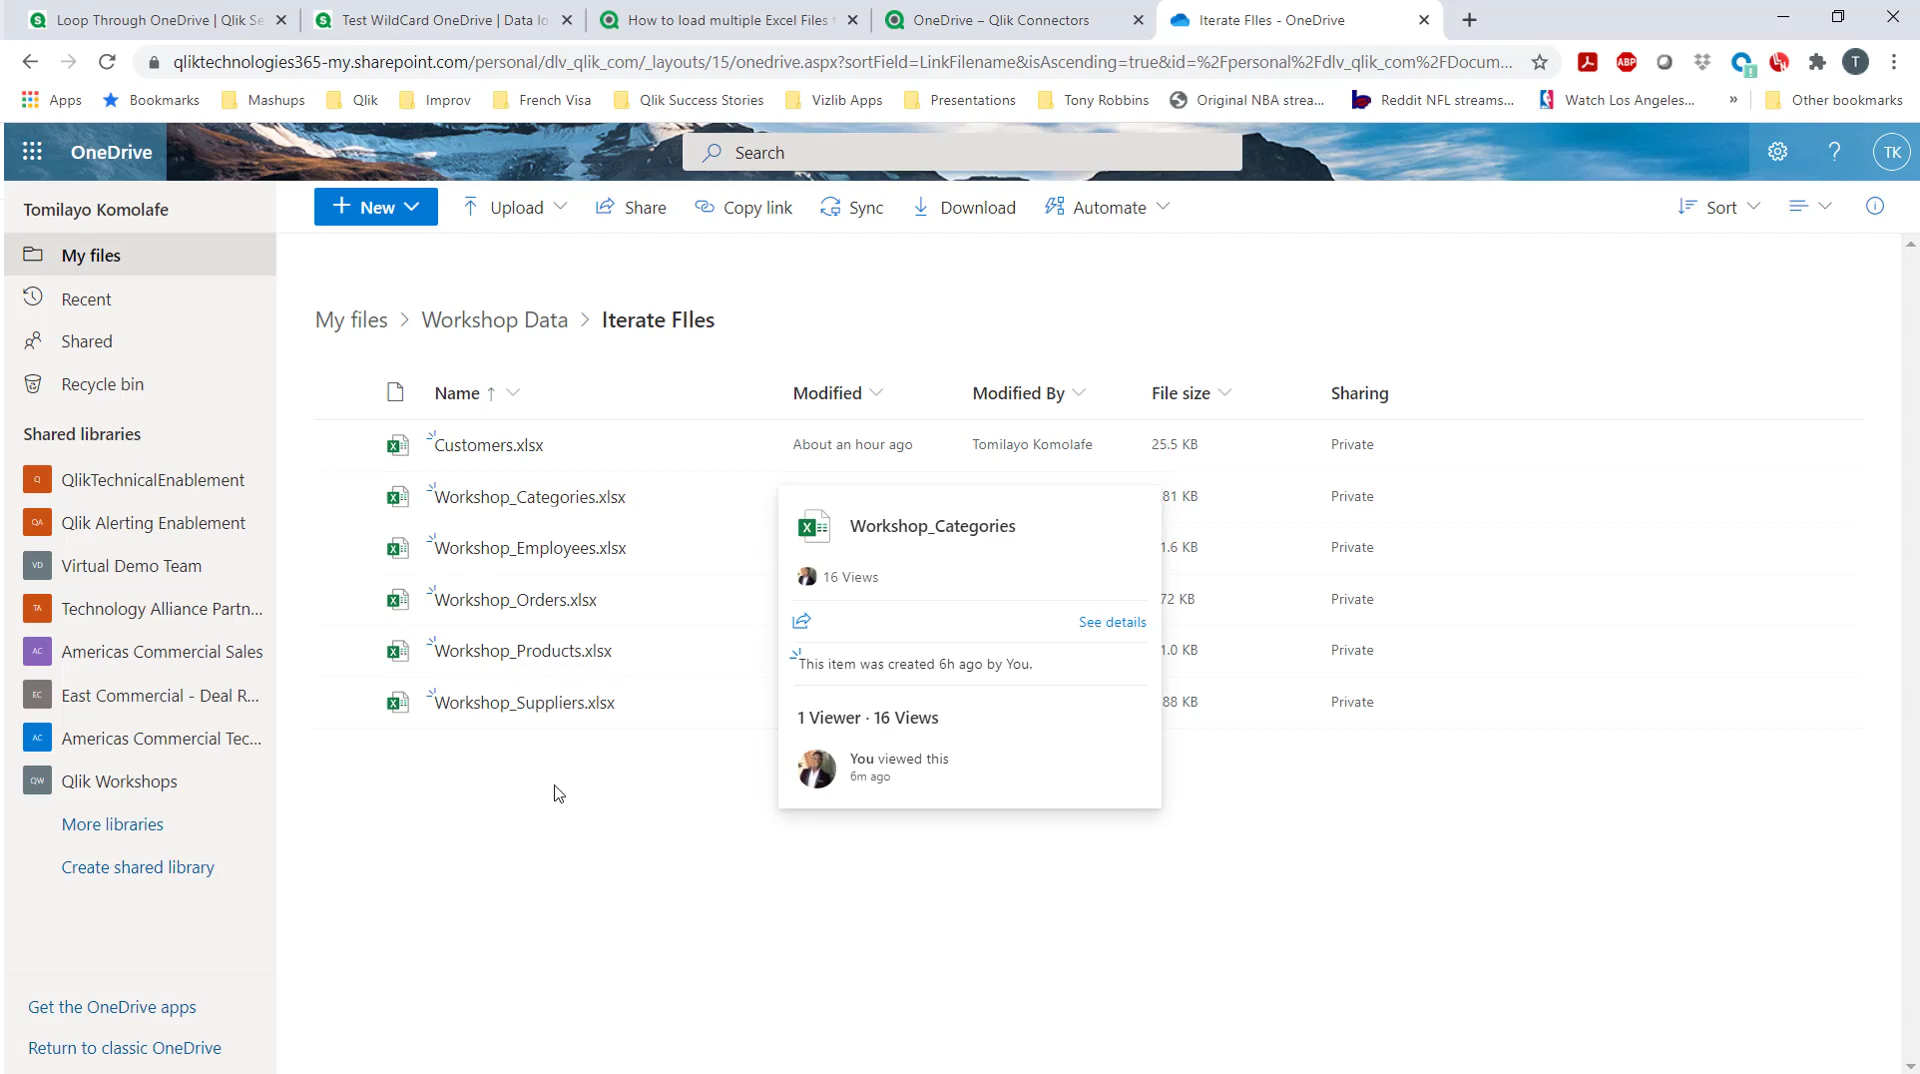 Loop Through OneDrive | Qlik Se
Test WildCard OneDrive | Data lo
How to load multiple Excel Files f
OneDrive – Qlik Connectors
Iterate FIles - OneDrive
qliktechnologies365-my.sharepoint.com/personal/dlv_qlik_com/_layouts/15/onedrive.aspx?sortField=LinkFilename&isAscending=true&id=%2Fpersonal%2Fdlv_qlik_com%2FDocum...
ABP
T
Apps
Bookmarks
Mashups
Qlik
Improv
French Visa
Qlik Success Stories
Vizlib Apps
Presentations
Tony Robbins
Original NBA strea...
Reddit NFL streams...
Watch Los Angeles...
»
Other bookmarks
OneDrive
Search
?
TK
Tomilayo Komolafe
+ New
Upload
Share
Copy link
Sync
Download
Automate
Sort
My files
Recent
Shared
Recycle bin
Shared libraries
Q QlikTechnicalEnablement
QA Qlik Alerting Enablement
VD Virtual Demo Team
TA Technology Alliance Partn...
AC Americas Commercial Sales
EC East Commercial - Deal R...
AC Americas Commercial Tec...
QW Qlik Workshops
More libraries
Create shared library
Get the OneDrive apps
Return to classic OneDrive
My files > Workshop Data > Iterate FIles
Name ↑ Modified Modified By File size Sharing
Customers.xlsx About an hour ago Tomilayo Komolafe 25.5 KB Private
Workshop_Categories.xlsx 81 KB Private
Workshop_Employees.xlsx 1.6 KB Private
Workshop_Orders.xlsx 72 KB Private
Workshop_Products.xlsx 1.0 KB Private
Workshop_Suppliers.xlsx 88 KB Private
Workshop_Categories
16 Views
See details
This item was created 6h ago by You.
1 Viewer · 16 Views
You viewed this
6m ago